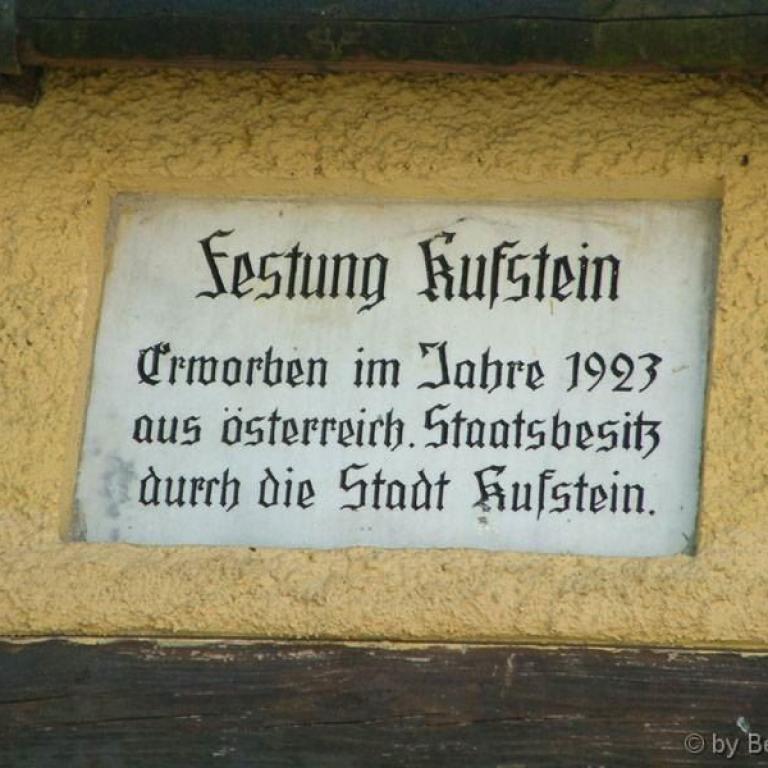 Festung Kufstein
Erworben im Jahre 1923
aus österreich. Staatsbesitz
durch die Stadt Kufstein.
© by Be